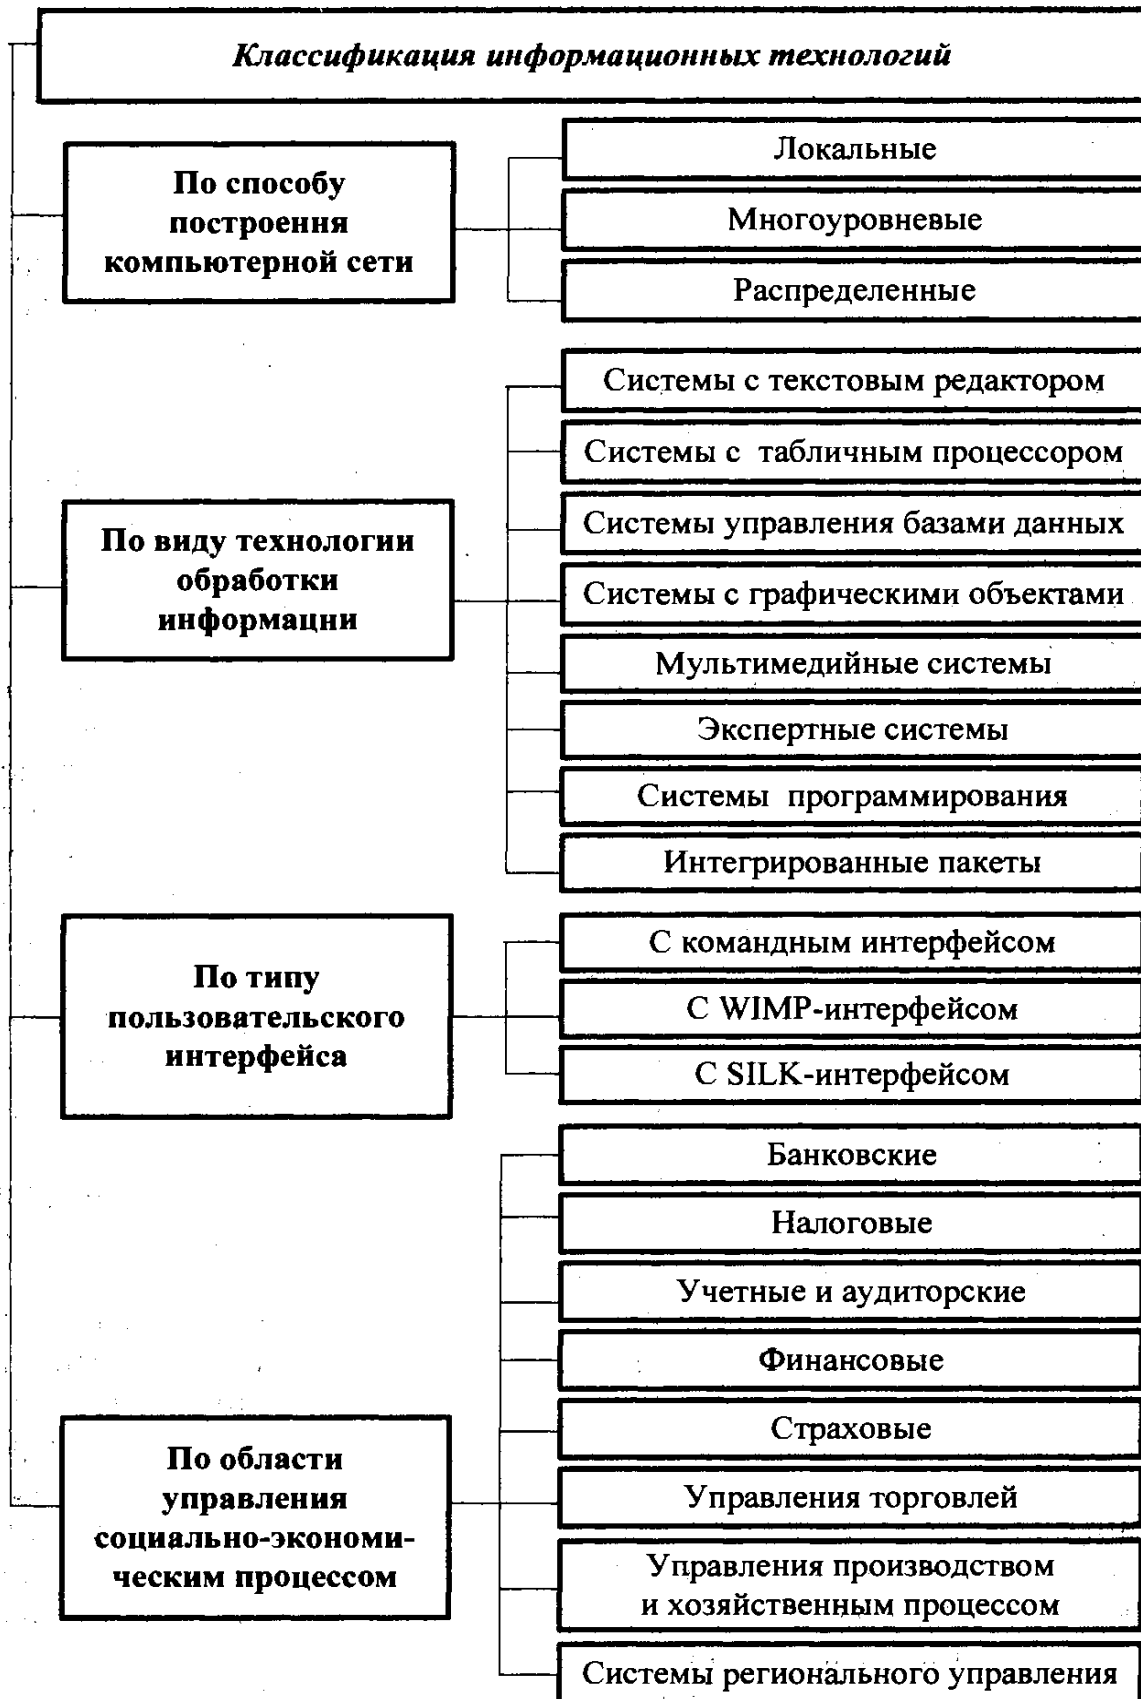 Классификация информационных технологий
По способу
построения
компьютерной сети
Локальные
Многоуровневые
Распределенные
По виду технологии
обработки
информации
Системы с текстовым редактором
Системы с табличным процессором
Системы управления базами данных
Системы с графическими объектами
Мультимедийные системы
Экспертные системы
Системы программирования
Интегрированные пакеты
По типу
пользовательского
интерфейса
С командным интерфейсом
С WIMP-интерфейсом
С SILK-интерфейсом
По области
управления
социально-экономи-
ческим процессом
Банковские
Налоговые
Учетные и аудиторские
Финансовые
Страховые
Управления торговлей
Управления производством
и хозяйственным процессом
Системы регионального управления